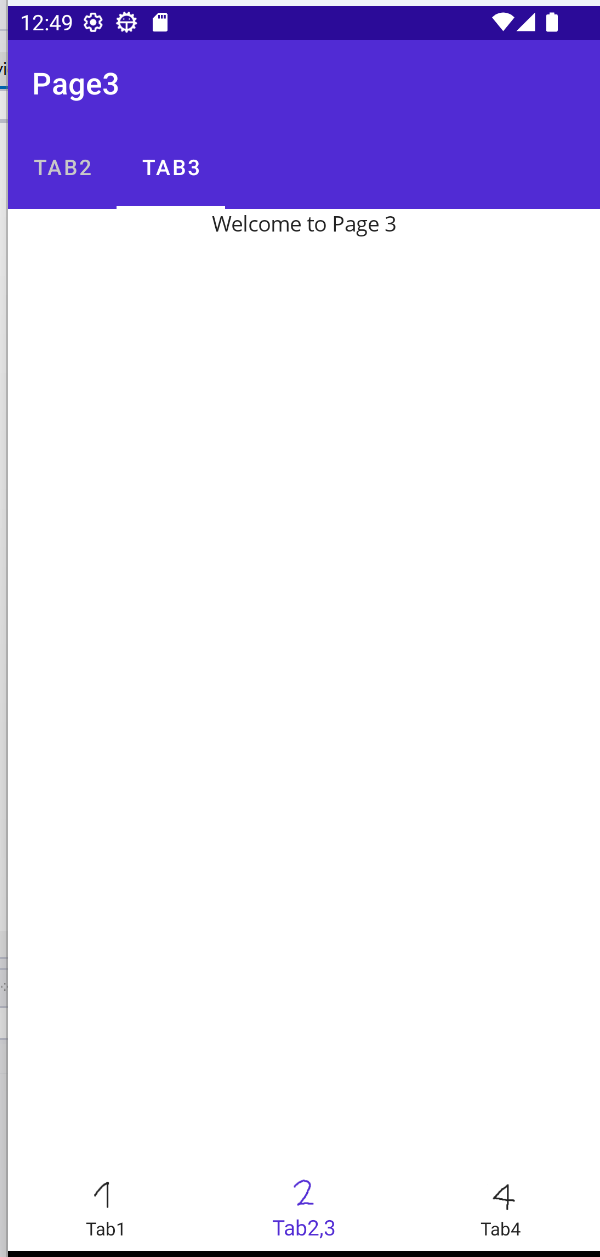 12:49
Page3
TAB2 TAB3
Welcome to Page 3
1 2 4
Tab1 Tab2,3 Tab4